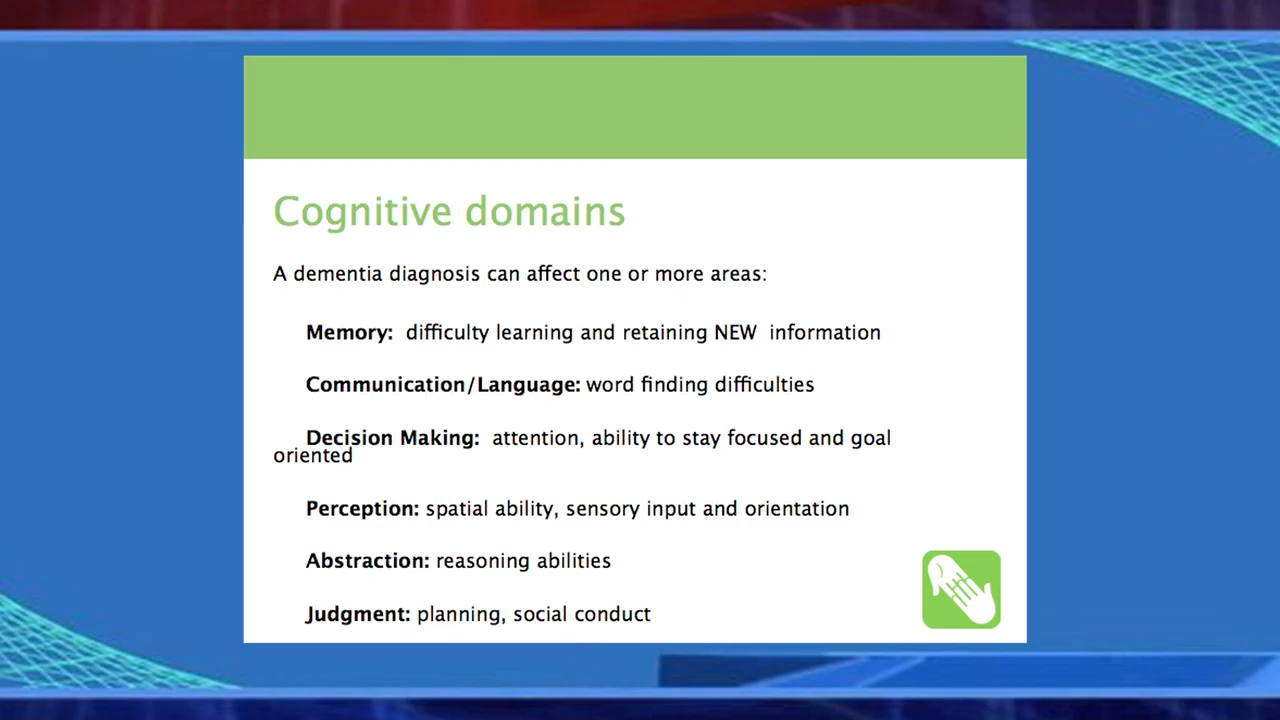 Cognitive domains
A dementia diagnosis can affect one or more areas:
Memory: difficulty learning and retaining NEW information
Communication/Language: word finding difficulties
Decision Making: attention, ability to stay focused and goal
oriented
Perception: spatial ability, sensory input and orientation
Abstraction: reasoning abilities
Judgment: planning, social conduct